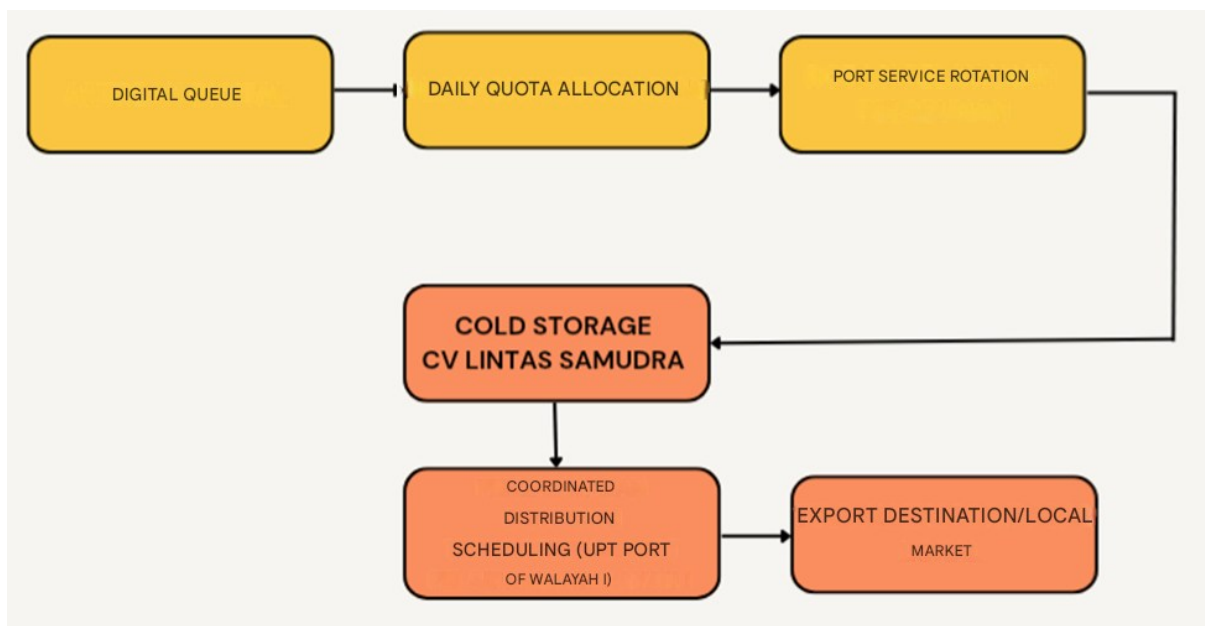 DIGITAL QUEUE
DAILY QUOTA ALLOCATION
PORT SERVICE ROTATION
COLD STORAGE
CV LINTAS SAMUDRA
COORDINATED
DISTRIBUTION
SCHEDULING (UPT PORT
OF WALAYAH I)
EXPORT DESTINATION/LOCAL
MARKET